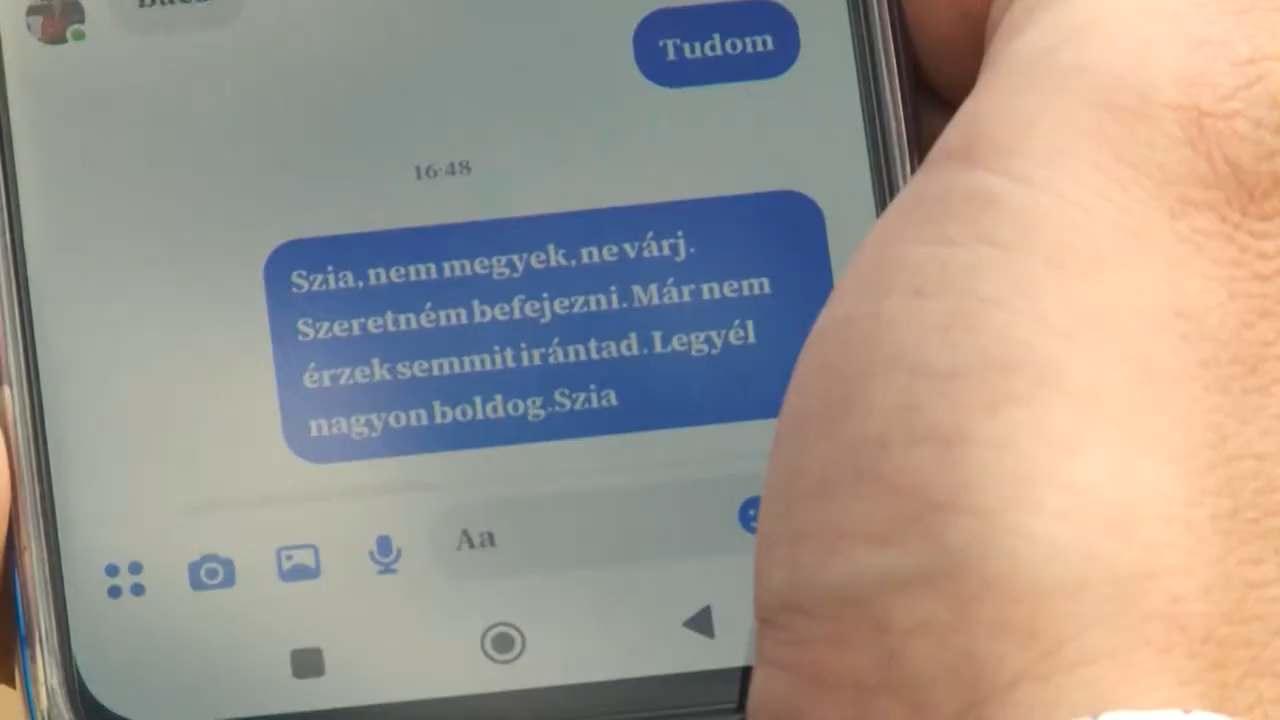 Tudom
16:48
Szia, nem megyek, ne várj.
Szeretném befejezni. Már nem
érzek semmit irántad. Legyél
nagyon boldog. Szia
Aa